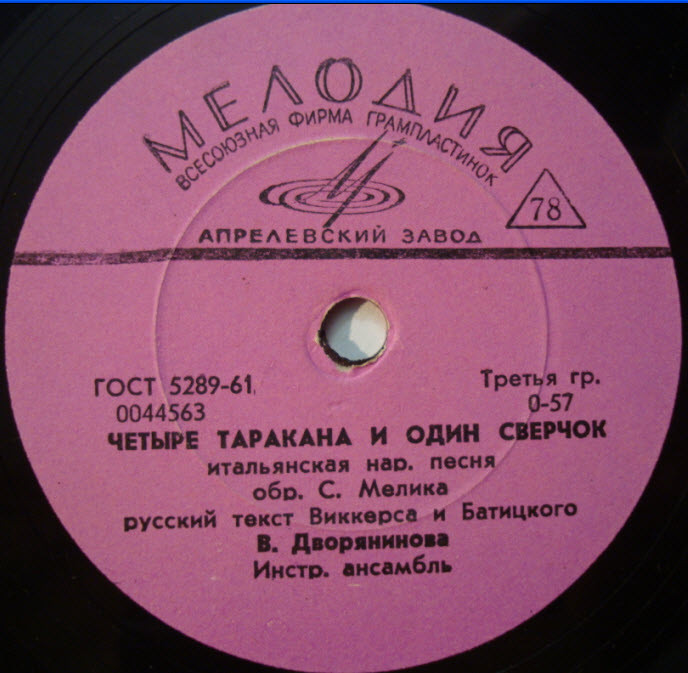 МЕЛОДИЯ
ВСЕСОЮЗНАЯ ФИРМА ГРАМПЛАСТИНОК
78
АПРЕЛЕВСКИЙ ЗАВОД
ГОСТ 5289-61 Третья гр.
0044563 0-57
ЧЕТЫРЕ ТАРАКАНА И ОДИН СВЕРЧОК
итальянская нар. песня
обр. С. Мелика
русский текст Виккерса и Батицкого
В. Дворянинова
Инстр. ансамбль